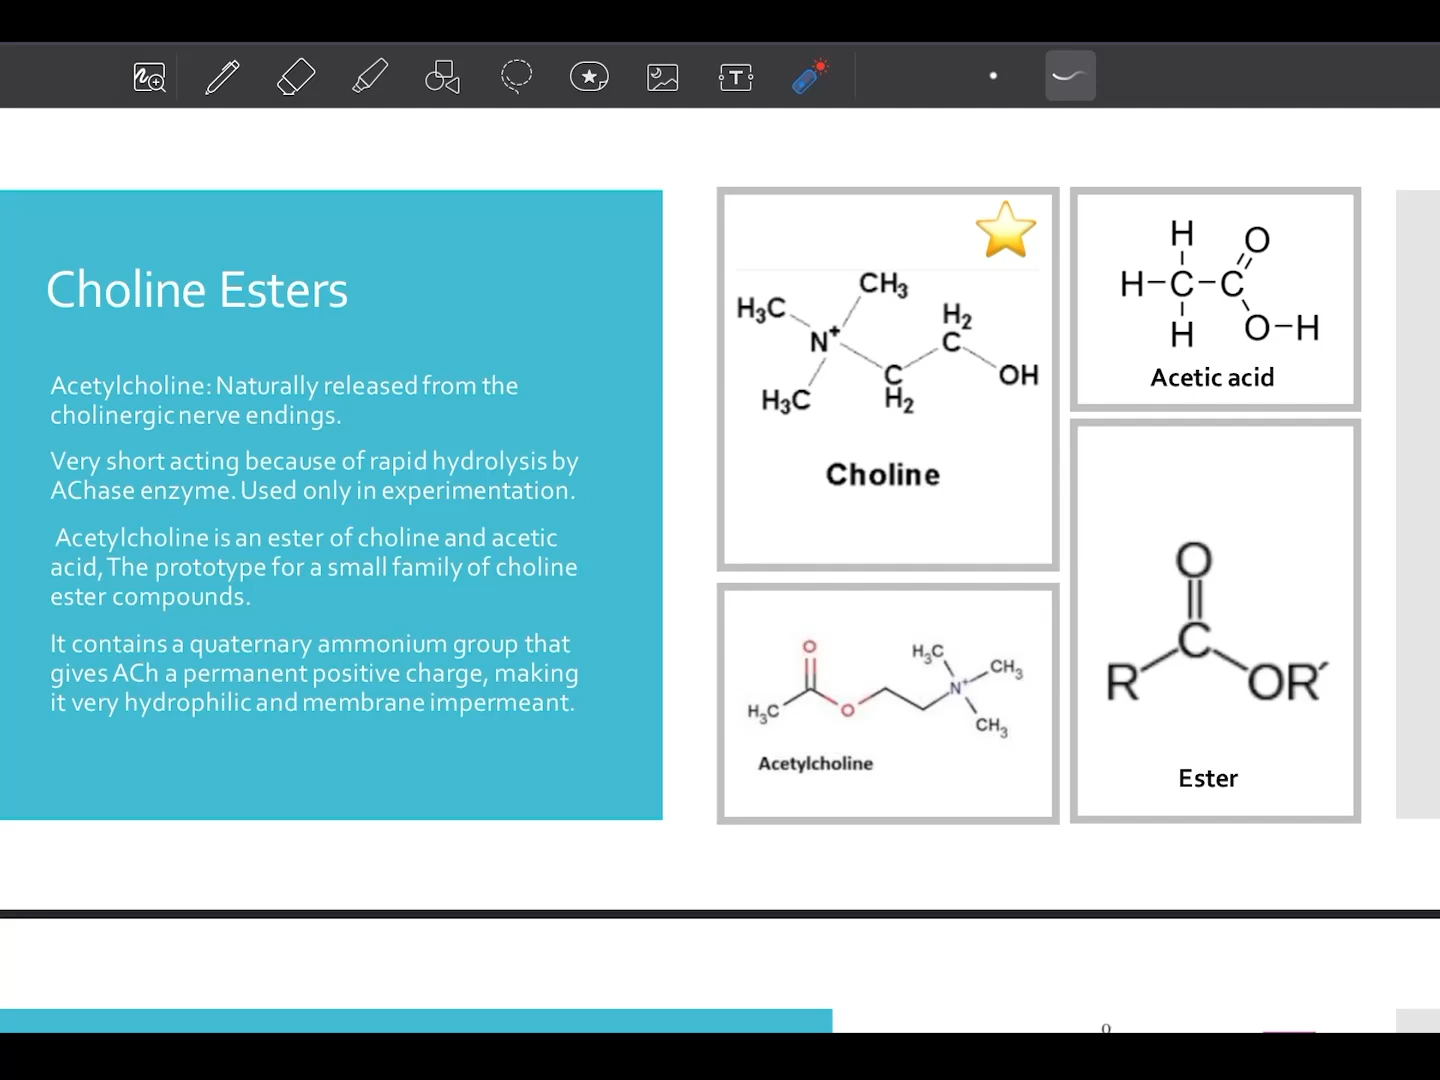 Choline Esters
Acetylcholine: Naturally released from the
cholinergic nerve endings.
Very short acting because of rapid hydrolysis by
AChase enzyme. Used only in experimentation.
Acetylcholine is an ester of choline and acetic
acid, The prototype for a small family of choline
ester compounds.
It contains a quaternary ammonium group that
gives ACh a permanent positive charge, making
it very hydrophilic and membrane impermeant.
CH3
H3C
H2
N+
C
C
OH
H3C
H2
Choline
H
O
H-C-C
H
O-H
Acetic acid
O
H3C
CH3
N+
H3C
O
CH3
Acetylcholine
O
C
R
OR´
Ester
O
T